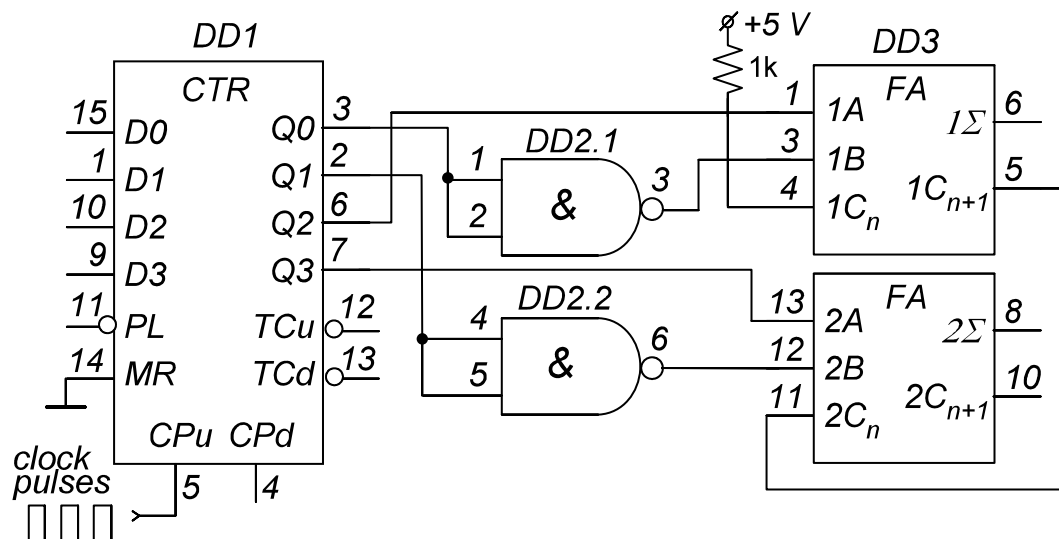 DD1
CTR
15
D0
1
D1
10
D2
9
D3
11
PL
14
MR
Q0
3
Q1
2
Q2
6
Q3
7
TCu
12
TCd
13
CPu
CPd
5
4
clock
pulses
DD2.1
1
2
&
3
DD2.2
4
5
&
6
+5 V
1k
DD3
FA
1
1A
3
1B
4
1Cn
1Σ
6
1Cn+1
5
FA
13
2A
12
2B
11
2Cn
2Σ
8
2Cn+1
10